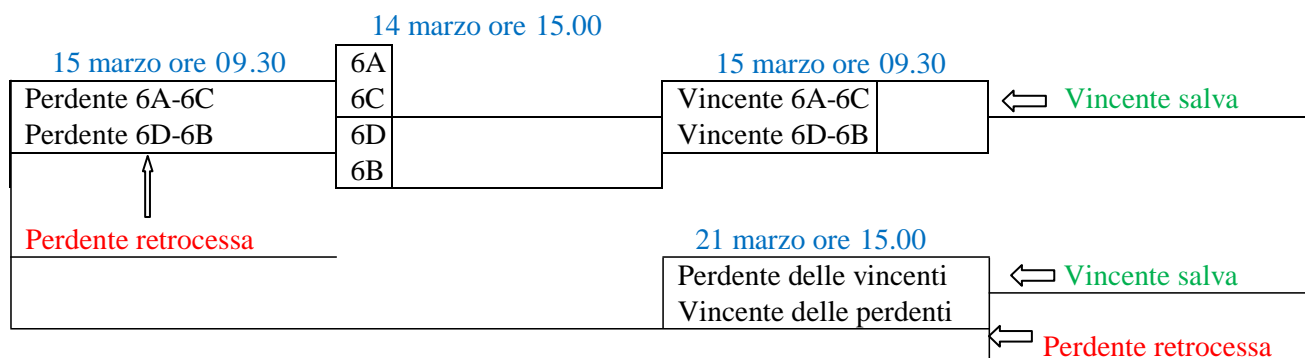 14 marzo ore 15.00
15 marzo ore 09.30
6A
15 marzo ore 09.30
Perdente 6A-6C
6C
Vincente 6A-6C
Vincente salva
Perdente 6D-6B
6D
Vincente 6D-6B
6B
Perdente retrocessa
21 marzo ore 15.00
Perdente delle vincenti
Vincente salva
Vincente delle perdenti
Perdente retrocessa